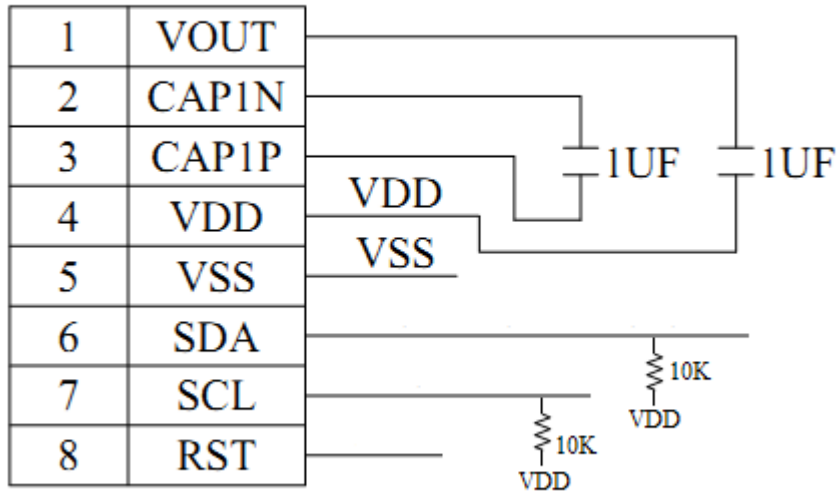 1 VOUT
2 CAP1N
3 CAP1P
1UF 1UF
4 VDD VDD
5 VSS VSS
6 SDA
10K
VDD
7 SCL
10K
VDD
8 RST